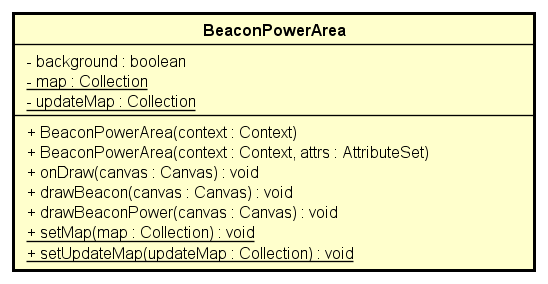 BeaconPowerArea
- background : boolean
- map : Collection
- updateMap : Collection
+ BeaconPowerArea(context : Context)
+ BeaconPowerArea(context : Context, attrs : AttributeSet)
+ onDraw(canvas : Canvas) : void
+ drawBeacon(canvas : Canvas) : void
+ drawBeaconPower(canvas : Canvas) : void
+ setMap(map : Collection) : void
+ setUpdateMap(updateMap : Collection) : void